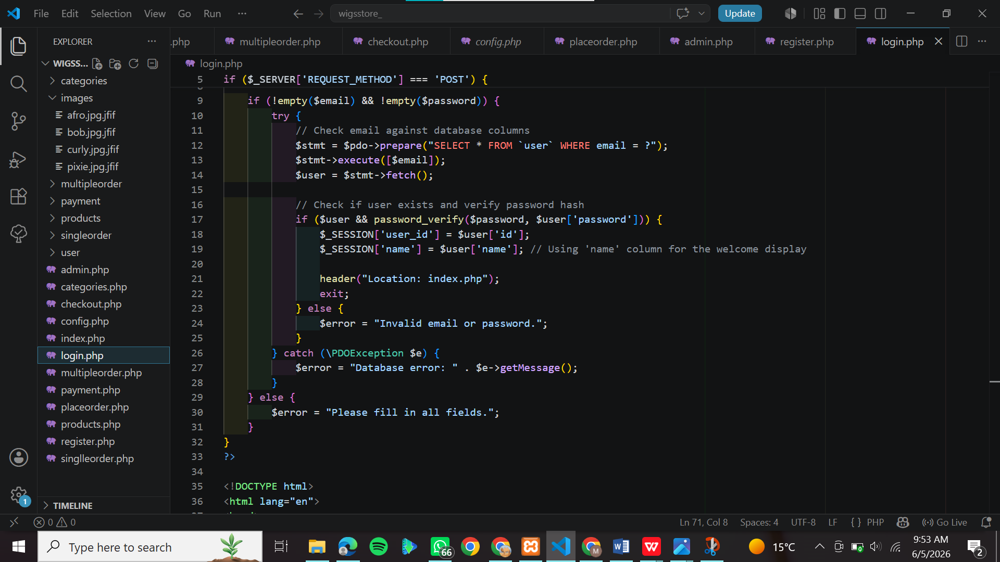 File Edit Selection View Go Run ···
wigsstore_
Update
EXPLORER
.php
multipleorder.php
checkout.php
config.php
placeorder.php
admin.php
register.php
login.php
WIGSS...
categories
images
afro.jpg.jfif
bob.jpg.jfif
curly.jpg.jfif
pixie.jpg.jfif
multipleorder
payment
products
singleorder
user
admin.php
categories.php
checkout.php
config.php
index.php
login.php
multipleorder.php
payment.php
placeorder.php
products.php
register.php
singlleorder.php
TIMELINE
login.php
5 if ($_SERVER['REQUEST_METHOD'] === 'POST') {
9 if (!empty($email) && !empty($password)) {
10 try {
11 // Check email against database columns
12 $stmt = $pdo->prepare("SELECT * FROM `user` WHERE email = ?");
13 $stmt->execute([$email]);
14 $user = $stmt->fetch();
15
16 // Check if user exists and verify password hash
17 if ($user && password_verify($password, $user['password'])) {
18 $_SESSION['user_id'] = $user['id'];
19 $_SESSION['name'] = $user['name']; // Using 'name' column for the welcome display
20
21 header("Location: index.php");
22 exit;
23 } else {
24 $error = "Invalid email or password.";
25 }
26 } catch (\PDOException $e) {
27 $error = "Database error: " . $e->getMessage();
28 }
29 } else {
30 $error = "Please fill in all fields.";
31 }
32 }
33 ?>
34
35 <!DOCTYPE html>
36 <html lang="en">
1
0 0
Ln 71, Col 8 Spaces: 4 UTF-8 LF { } PHP Go Live
Type here to search
66
M
W
15°C
9:53 AM
6/5/2026
2